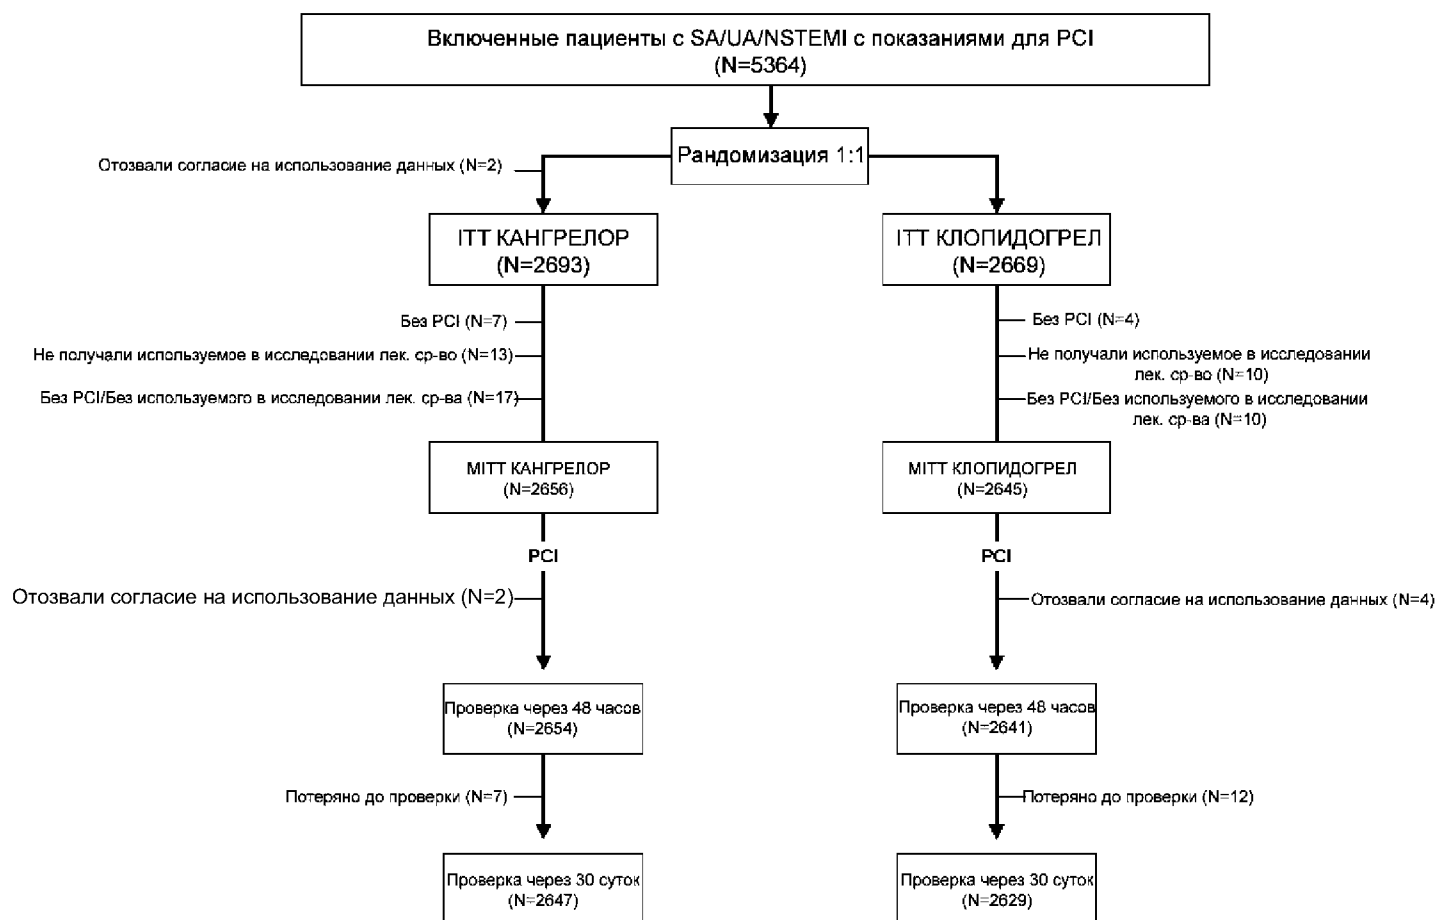 Включенные пациенты с SA/UA/NSTEMI с показаниями для PCI
(N=5364)
Рандомизация 1:1
Отозвали согласие на использование данных (N=2)
ITT КАНГРЕЛОР
(N=2693)
ITT КЛОПИДОГРЕЛ
(N=2669)
Без PCI (N=7)
Без PCI (N=4)
Не получали используемое в исследовании лек. ср-во (N=13)
Не получали используемое в исследовании
лек. ср-во (N=10)
Без PCI/Без используемого в исследовании лек. ср-ва (N=17)
Без PCI/Без используемого в исследовании
лек. ср-ва (N=10)
MITT КАНГРЕЛОР
(N=2656)
MITT КЛОПИДОГРЕЛ
(N=2645)
PCI
PCI
Отозвали согласие на использование данных (N=2)
Отозвали согласие на использование данных (N=4)
Проверка через 48 часов
(N=2654)
Проверка через 48 часов
(N=2641)
Потеряно до проверки (N=7)
Потеряно до проверки (N=12)
Проверка через 30 суток
(N=2647)
Проверка через 30 суток
(N=2629)